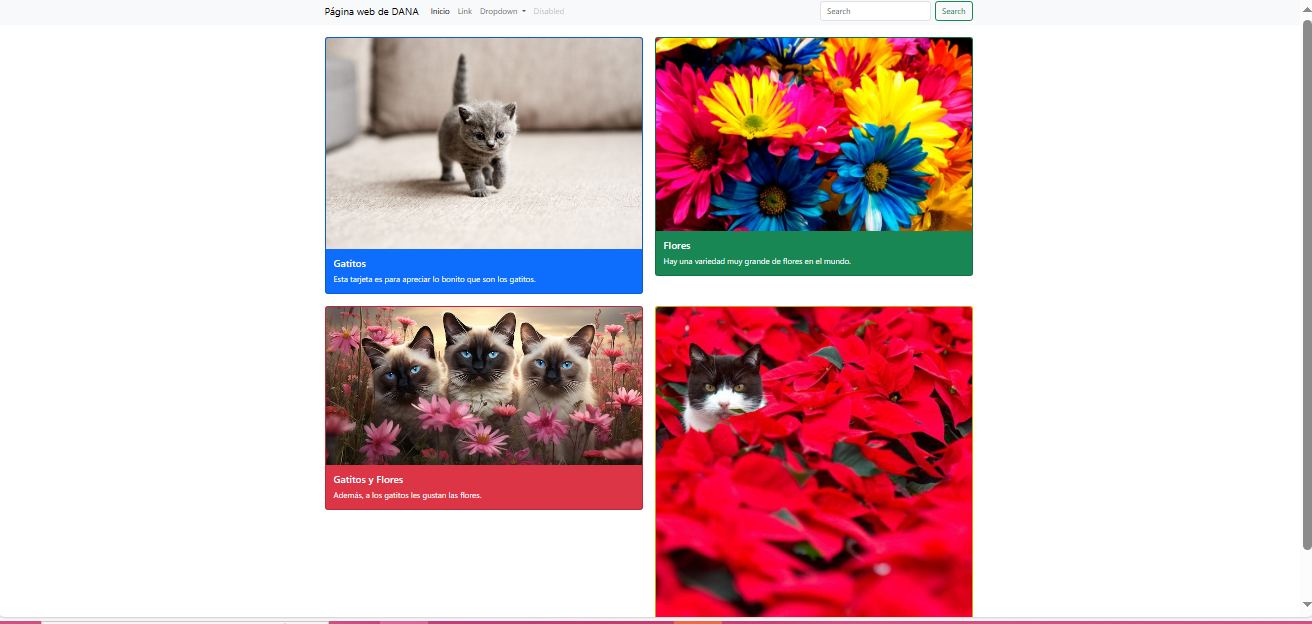 Página web de DANA Inicio Link Dropdown Disabled Search Search
Gatitos
Esta tarjeta es para apreciar lo bonito que son los gatitos.
Flores
Hay una variedad muy grande de flores en el mundo.
Gatitos y Flores
Además, a los gatitos les gustan las flores.